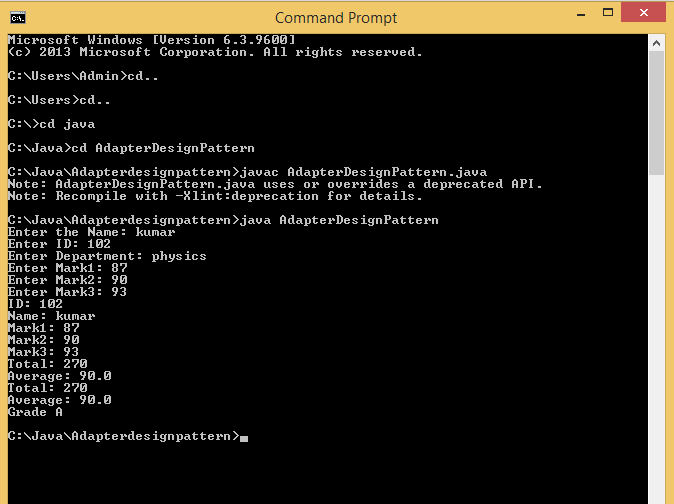 Command Prompt
Microsoft Windows [Version 6.3.9600]
(c) 2013 Microsoft Corporation. All rights reserved.
C:\Users\Admin>cd..
C:\Users>cd..
C:\>cd java
C:\Java>cd AdapterDesignPattern
C:\Java\Adapterdesignpattern>javac AdapterDesignPattern.java
Note: AdapterDesignPattern.java uses or overrides a deprecated API.
Note: Recompile with -Xlint:deprecation for details.
C:\Java\Adapterdesignpattern>java AdapterDesignPattern
Enter the Name: kumar
Enter ID: 102
Enter Department: physics
Enter Mark1: 87
Enter Mark2: 90
Enter Mark3: 93
ID: 102
Name: kumar
Mark1: 87
Mark2: 90
Mark3: 93
Total: 270
Average: 90.0
Total: 270
Average: 90.0
Grade A
C:\Java\Adapterdesignpattern>